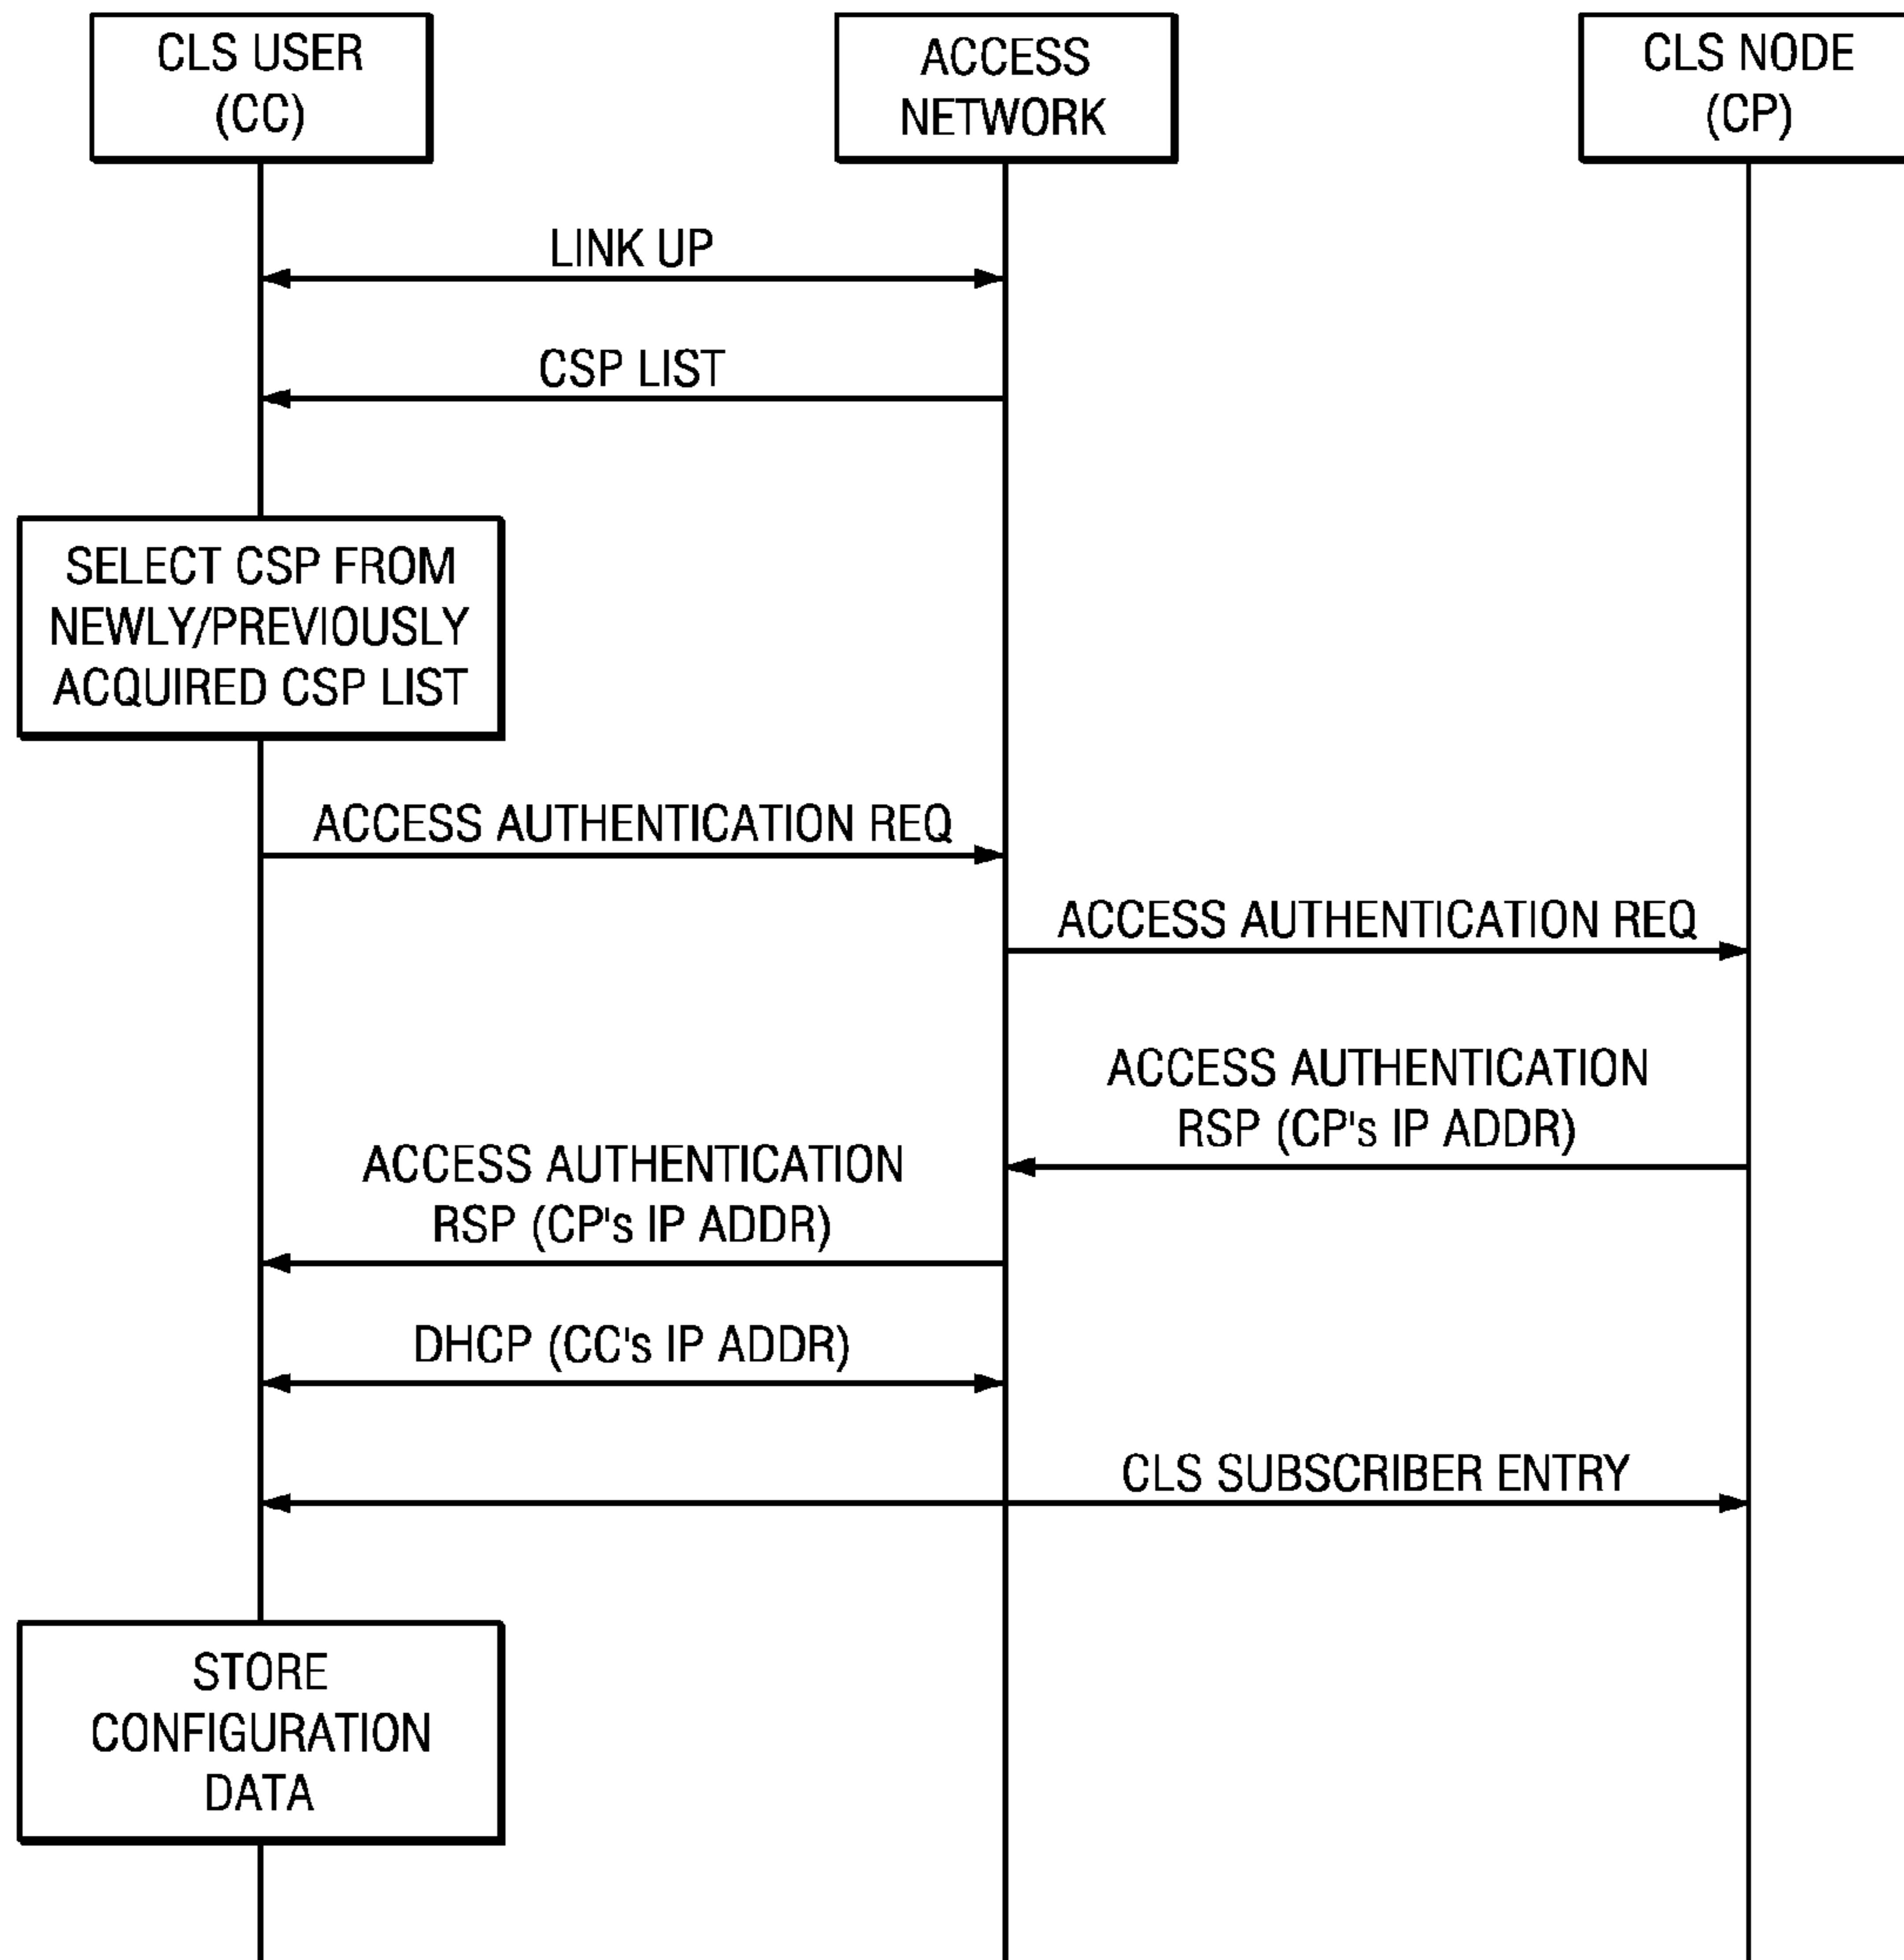 CLS USER
(CC)
ACCESS
NETWORK
CLS NODE
(CP)
LINK UP
CSP LIST
SELECT CSP FROM
NEWLY/PREVIOUSLY
ACQUIRED CSP LIST
ACCESS AUTHENTICATION REQ
ACCESS AUTHENTICATION REQ
ACCESS AUTHENTICATION
RSP (CP's IP ADDR)
ACCESS AUTHENTICATION
RSP (CP's IP ADDR)
DHCP (CC's IP ADDR)
CLS SUBSCRIBER ENTRY
STORE
CONFIGURATION
DATA